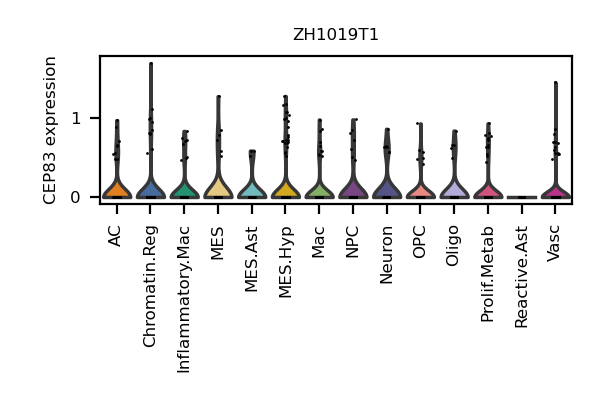 ZH1019T1
CEP83 expression
1
0
AC
Chromatin.Reg
Inflammatory.Mac
MES
MES.Ast
MES.Hyp
Mac
NPC
Neuron
OPC
Oligo
Prolif.Metab
Reactive.Ast
Vasc